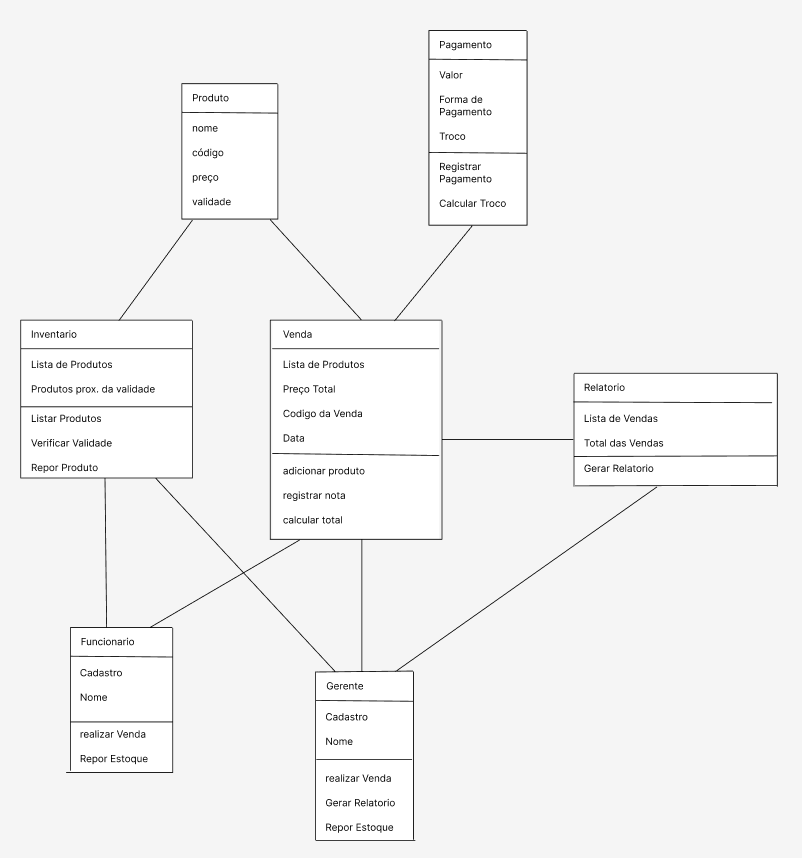 Pagamento
Valor
Forma de
Pagamento
Troco
Registrar
Pagamento
Calcular Troco
Produto
nome
código
preço
validade
Inventario
Lista de Produtos
Produtos prox. da validade
Listar Produtos
Verificar Validade
Repor Produto
Venda
Lista de Produtos
Preço Total
Codigo da Venda
Data
adicionar produto
registrar nota
calcular total
Relatorio
Lista de Vendas
Total das Vendas
Gerar Relatorio
Funcionario
Cadastro
Nome
realizar Venda
Repor Estoque
Gerente
Cadastro
Nome
realizar Venda
Gerar Relatorio
Repor Estoque